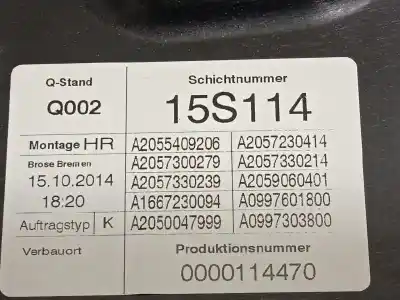 Q-Stand Schichtnummer
Q002 15S114
Montage HR A2055409206 A2057230414
Brose Bremen A2057300279 A2057330214
15.10.2014 A2057330239 A2059060401
18:20 A1667230094 A0997601800
Auftragstyp K A2050047999 A0997303800
Verbauort Produktionsnummer
0000114470